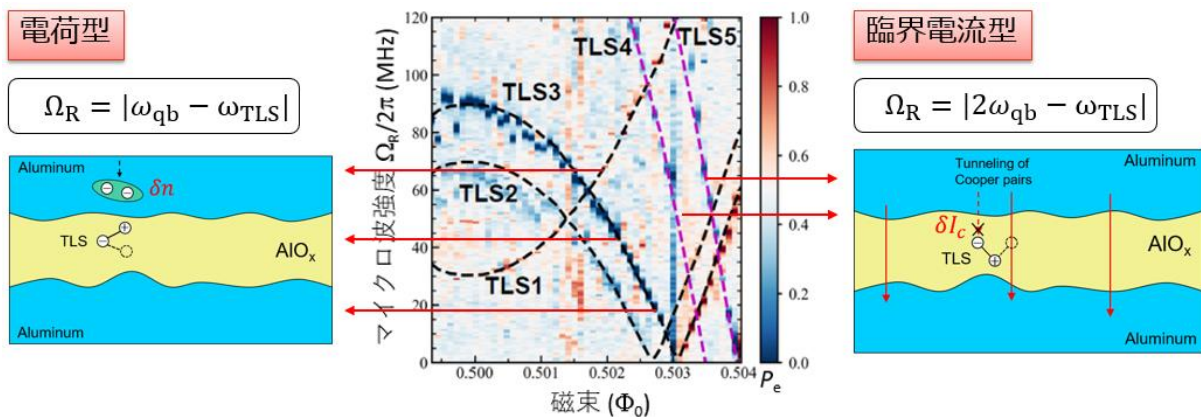 電荷型
Ω_R = |ω_qb − ω_TLS|
Aluminum
δn
TLS
AlOx
Aluminum
マイクロ波強度 Ω_R/2π (MHz)
120
100
80
60
40
20
0
TLS4
TLS5
TLS3
TLS2
TLS1
0.500
0.501
0.502
0.503
0.504
磁束 (Φ_0)
1.0
0.8
0.6
0.4
0.2
0.0
P_e
臨界電流型
Ω_R = |2ω_qb − ω_TLS|
Aluminum
Tunneling of
Cooper pairs
δI_c
TLS
AlOx
Aluminum